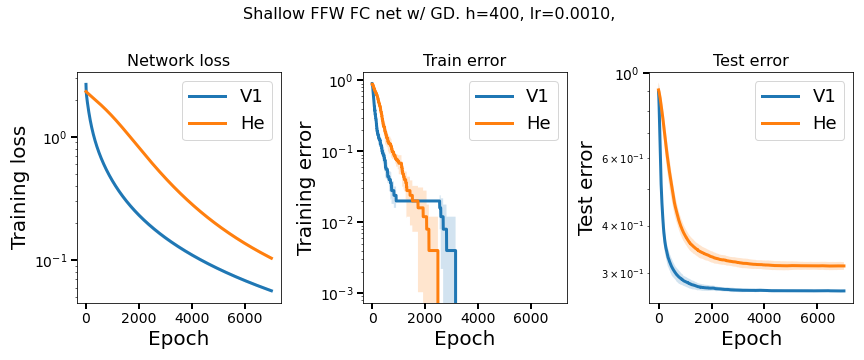 Shallow FFW FC net w/ GD. h=400, lr=0.0010,
Network loss
Training loss
10⁰
10⁻¹
V1
He
0 2000 4000 6000
Epoch
Train error
Training error
10⁰
10⁻¹
10⁻²
10⁻³
V1
He
0 2000 4000 6000
Epoch
Test error
Test error
10⁰
6 × 10⁻¹
4 × 10⁻¹
3 × 10⁻¹
V1
He
0 2000 4000 6000
Epoch